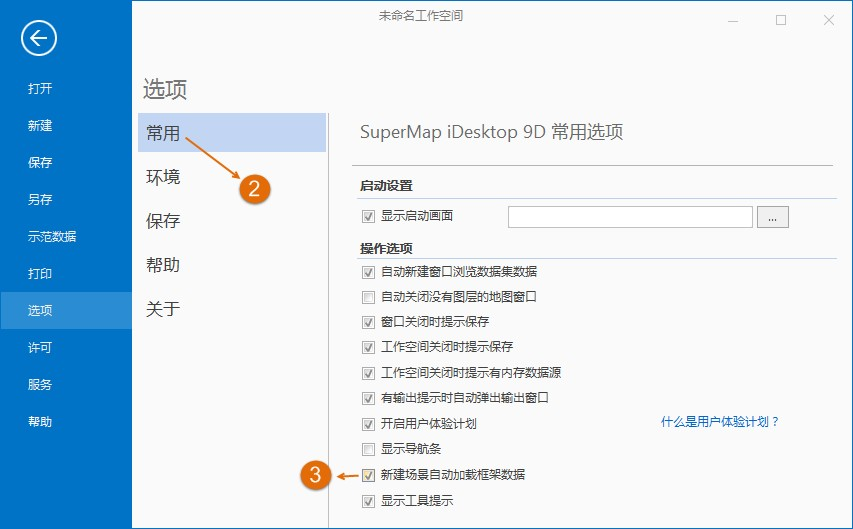 未命名工作空间
打开
新建
保存
另存
示范数据
打印
选项
许可
服务
帮助
选项
常用
2
环境
保存
帮助
关于
SuperMap iDesktop 9D 常用选项
启动设置
显示启动画面
...
操作选项
自动新建窗口浏览数据集数据
自动关闭没有图层的地图窗口
窗口关闭时提示保存
工作空间关闭时提示保存
工作空间关闭时提示有内存数据源
有输出提示时自动弹出输出窗口
开启用户体验计划 什么是用户体验计划？
显示导航条
3 新建场景自动加载框架数据
显示工具提示